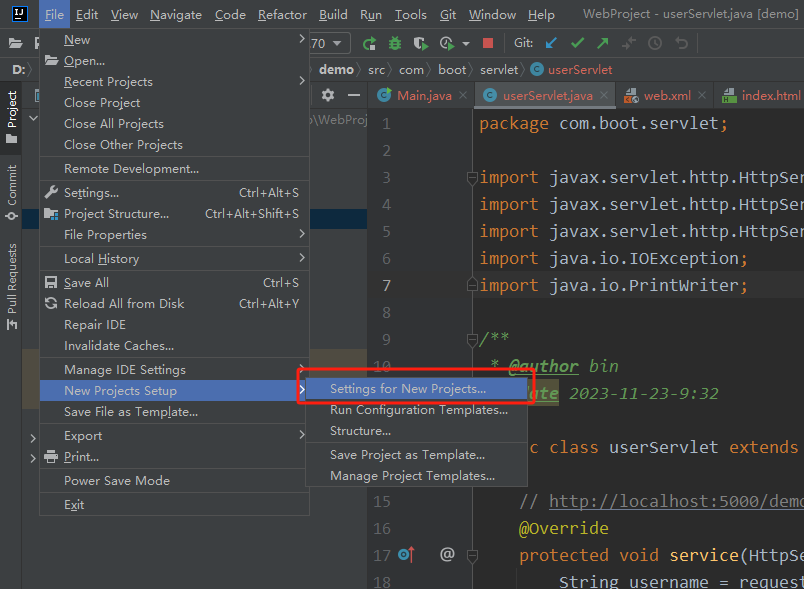 File Edit View Navigate Code Refactor Build Run Tools Git Window Help WebProject - userServlet.java [demo]
70 Git:
D: demo src com boot servlet userServlet
New
Open...
Recent Projects
Close Project
Close All Projects
Close Other Projects
Remote Development...
Settings... Ctrl+Alt+S
Project Structure... Ctrl+Alt+Shift+S
File Properties
Local History
Save All Ctrl+S
Reload All from Disk Ctrl+Alt+Y
Repair IDE
Invalidate Caches...
Manage IDE Settings
New Projects Setup
Save File as Template...
Export
Print...
Power Save Mode
Exit
Settings for New Projects...
Run Configuration Templates...
Structure...
Save Project as Template...
Manage Project Templates...
Project
Commit
Pull Requests
\WebProj
Main.java userServlet.java web.xml index.html
1 package com.boot.servlet;
2
3 import javax.servlet.http.HttpSer
4 import javax.servlet.http.HttpSer
5 import javax.servlet.http.HttpSer
6 import java.io.IOException;
7 import java.io.PrintWriter;
8
9 /**
10 * @author bin
ate 2023-11-23-9:32
c class userServlet extends
15 // http://localhost:5000/demo
16 @Override
17 @ protected void service(HttpSe
18 String username = request